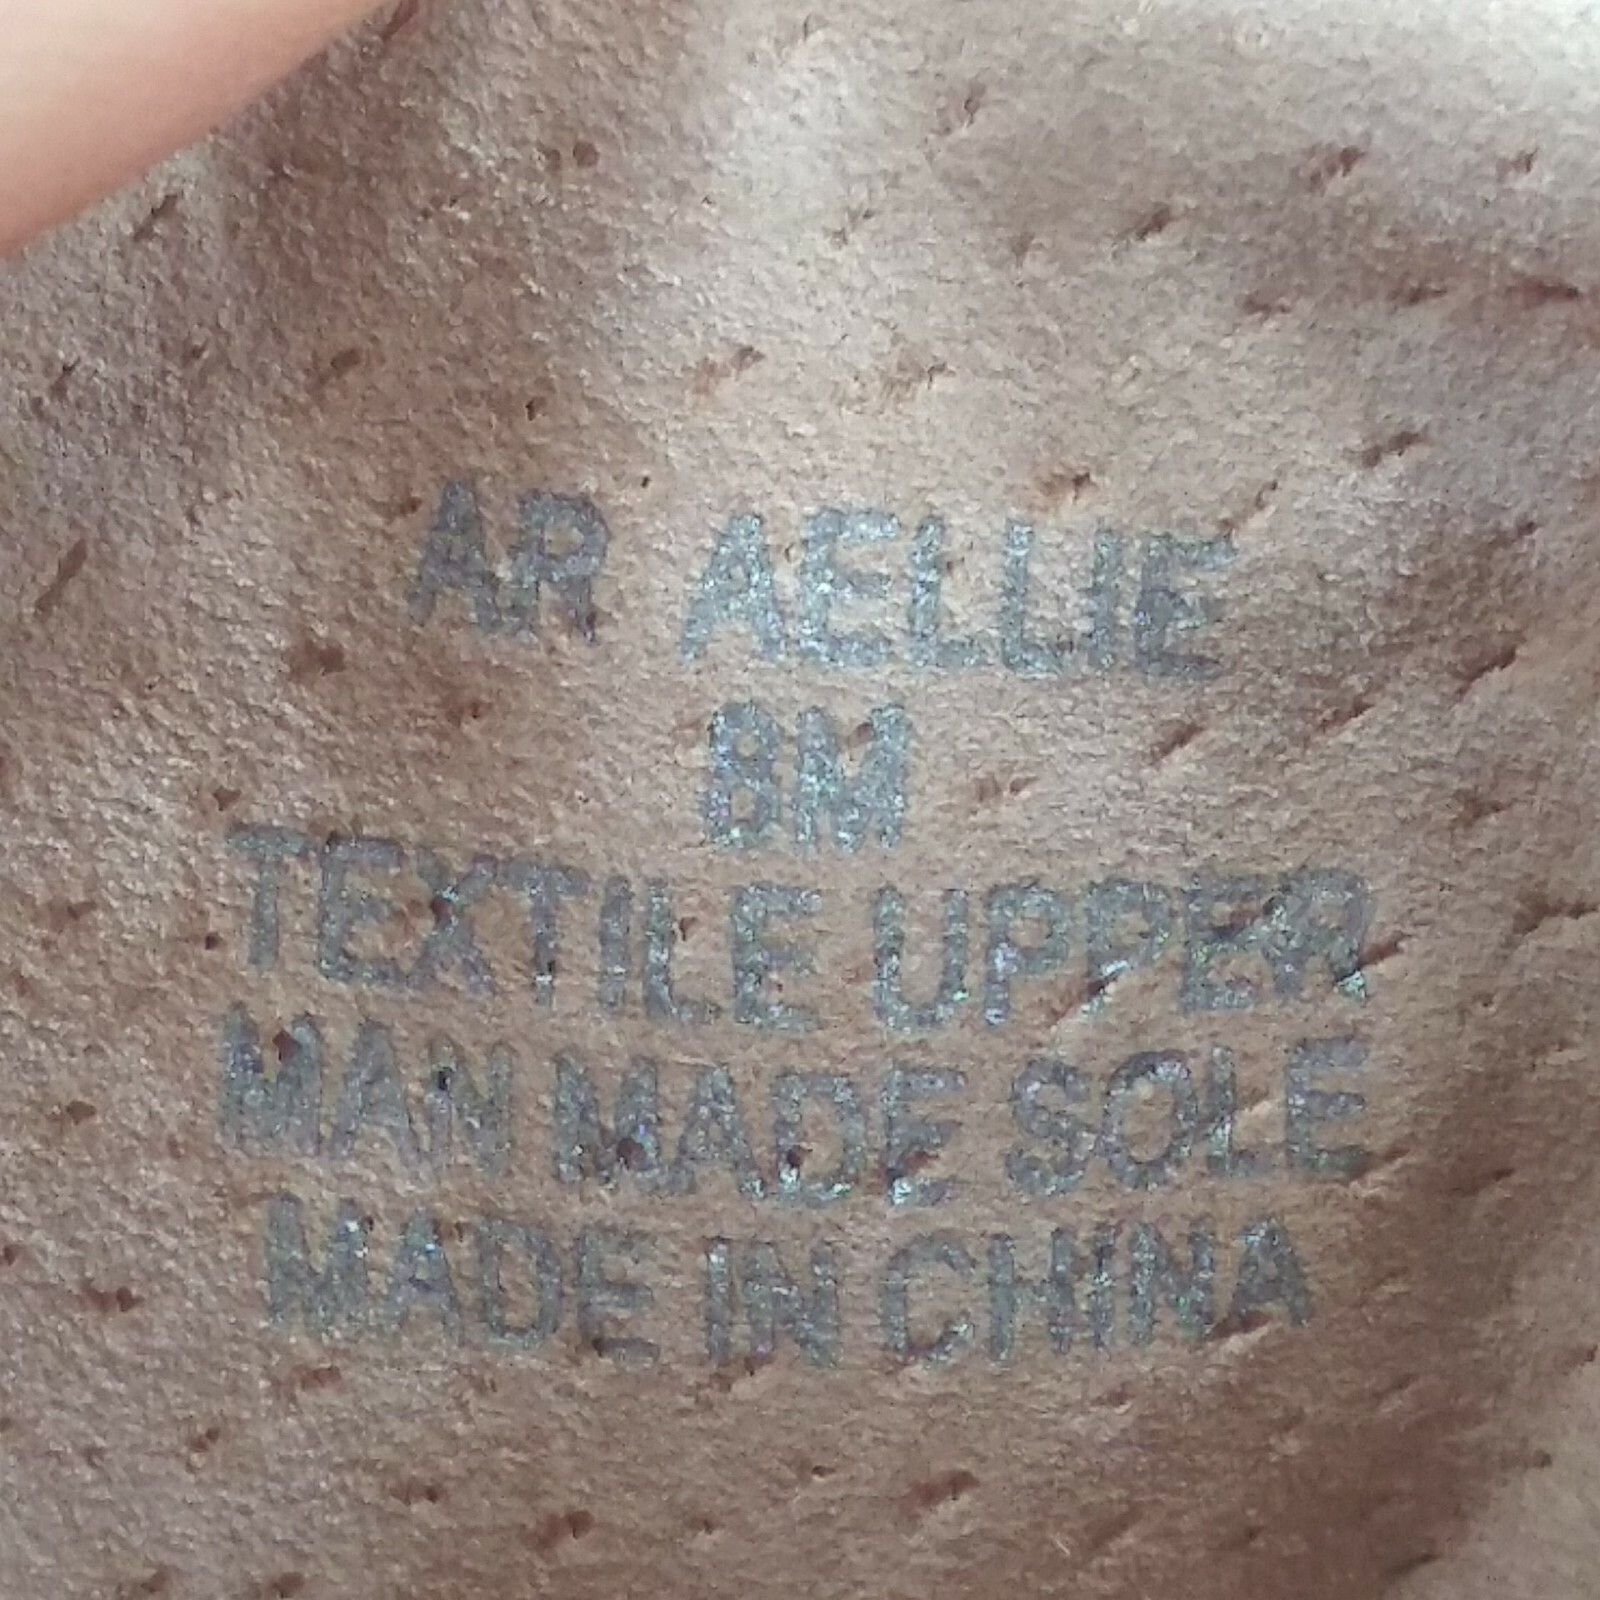 AR AELLIE
8M
TEXTILE UPPER
MAN MADE SOLE
MADE IN CHINA